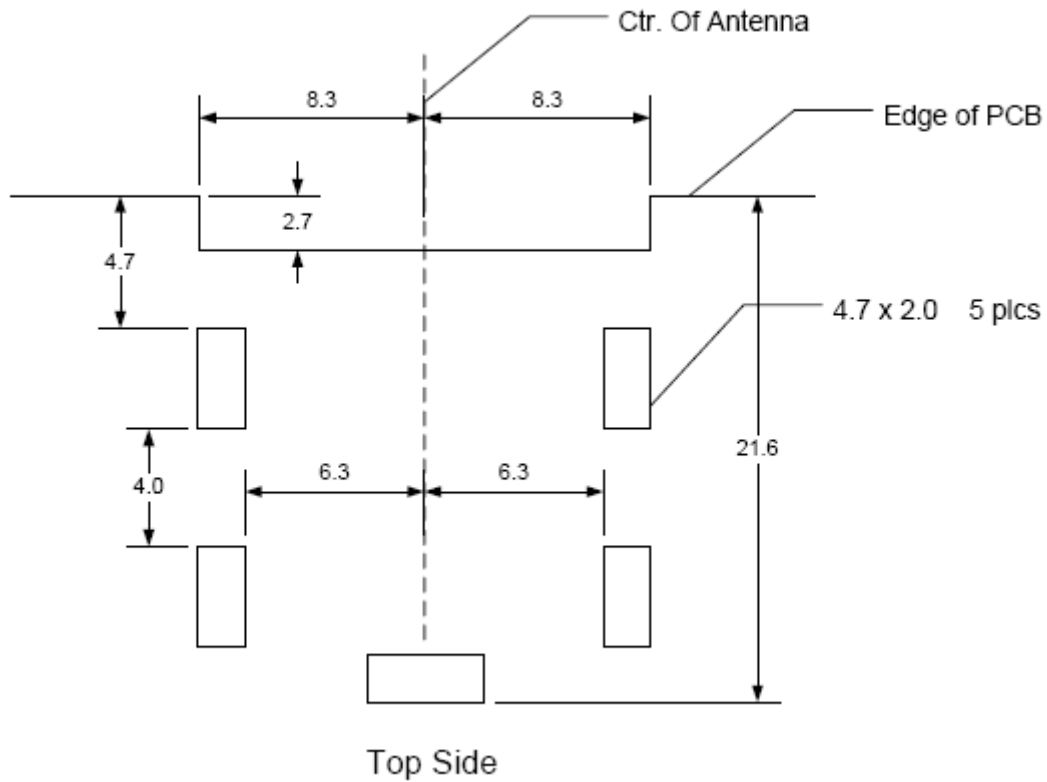 Ctr. Of Antenna
8.3 8.3
Edge of PCB
2.7
4.7
4.7 x 2.0 5 plcs
21.6
6.3 6.3
4.0
Top Side